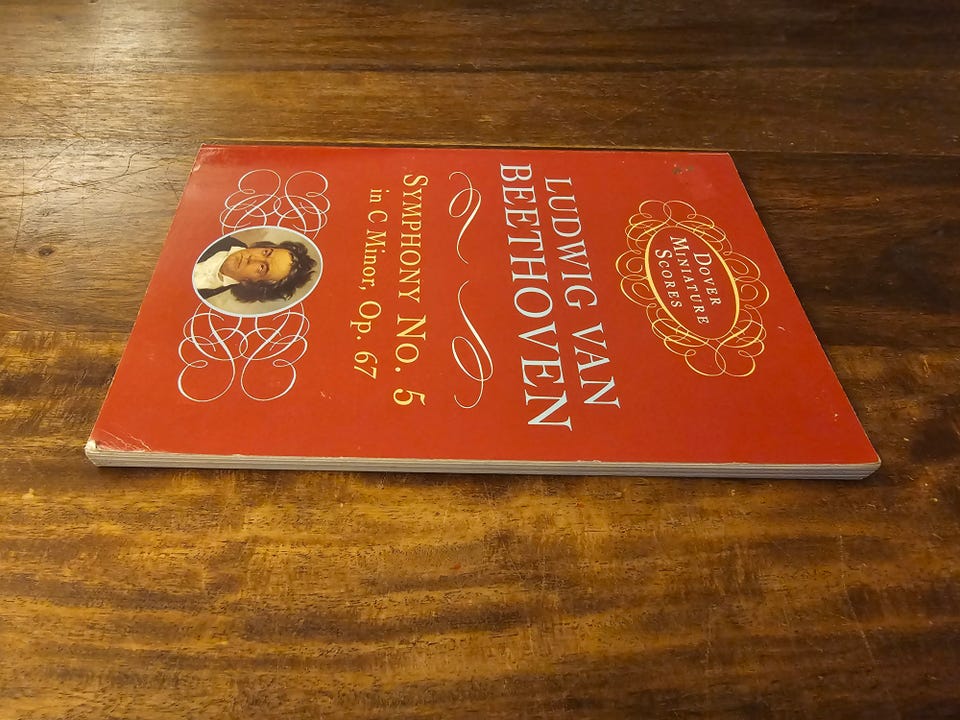 DOVER
MINIATURE
SCORES
LUDWIG VAN
BEETHOVEN
SYMPHONY NO. 5
in C Minor, Op. 67